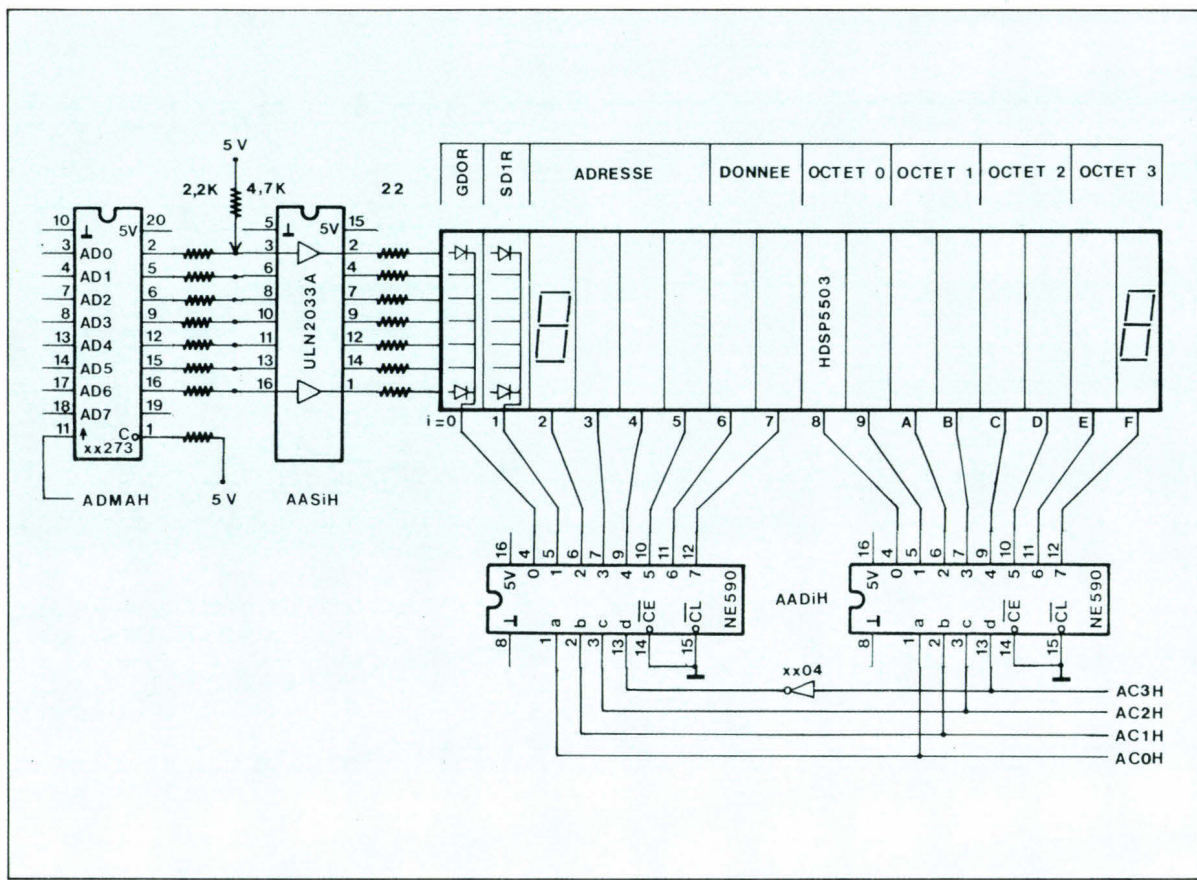 5 V
2,2K 4,7K 22
GDOR SD1R ADRESSE DONNEE OCTET 0 OCTET 1 OCTET 2 OCTET 3
10 ⊥ 5V 20
5 ⊥ 5V 15
3 AD0 2 3 2
4 AD1 5 6 4
7 AD2 6 8 7
8 AD3 9 10 9
13 AD4 12 11 12
14 AD5 15 13 14
17 AD6 16 16 1
18 AD7 19
11 C 1
xx273
ULN2033A
HDSP5503
i=0 1 2 3 4 5 6 7 8 9 A B C D E F
ADMAH 5 V AASiH
16 4 5 6 7 9 10 11 12
5V 0 1 2 3 4 5 6 7
⊥ a b c d CE CL
NE590
8 1 2 3 13 14 15
AADiH
16 4 5 6 7 9 10 11 12
5V 0 1 2 3 4 5 6 7
⊥ a b c d CE CL
NE590
8 1 2 3 13 14 15
xx04
AC3H
AC2H
AC1H
AC0H